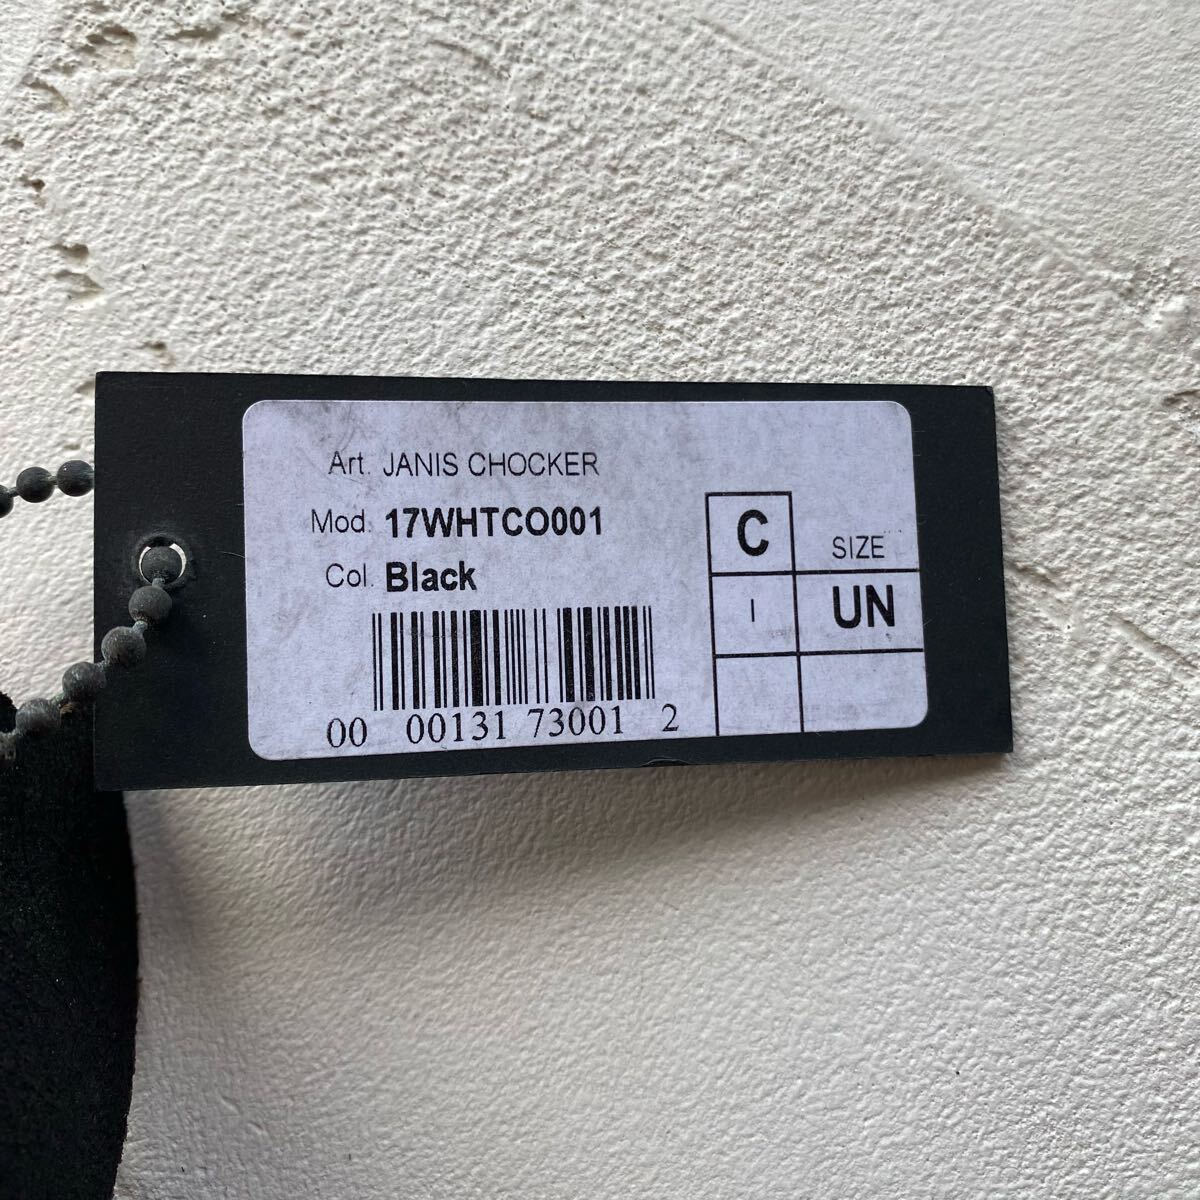 Art. JANIS CHOCKER
Mod. 17WHTCO001
Col. Black
00 00131 73001 2
C
SIZE
I
UN